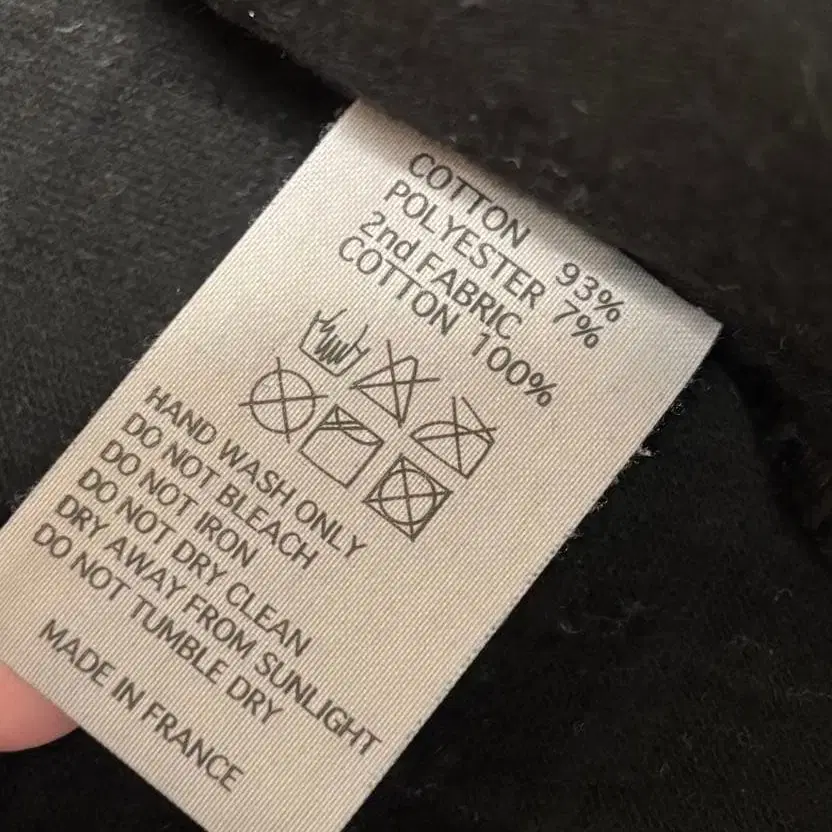 COTTON 93%
POLYESTER 7%
2nd FABRIC
COTTON 100%
HAND WASH ONLY
DO NOT BLEACH
DO NOT IRON
DO NOT DRY CLEAN
DRY AWAY FROM SUNLIGHT
DO NOT TUMBLE DRY
MADE IN FRANCE